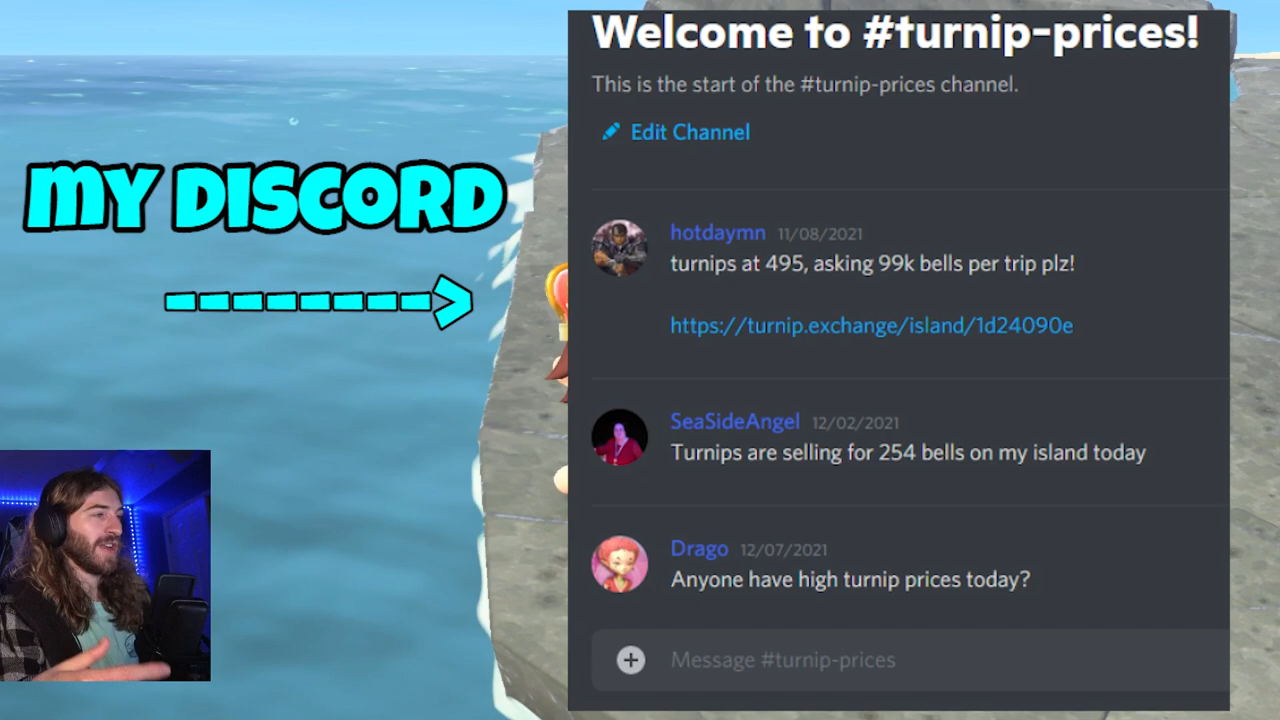 Welcome to #turnip-prices!
This is the start of the #turnip-prices channel.
Edit Channel
MY DISCORD
hotdaymn 11/08/2021
turnips at 495, asking 99k bells per trip plz!
https://turnip.exchange/island/1d24090e
SeaSideAngel 12/02/2021
Turnips are selling for 254 bells on my island today
Drago 12/07/2021
Anyone have high turnip prices today?
Message #turnip-prices